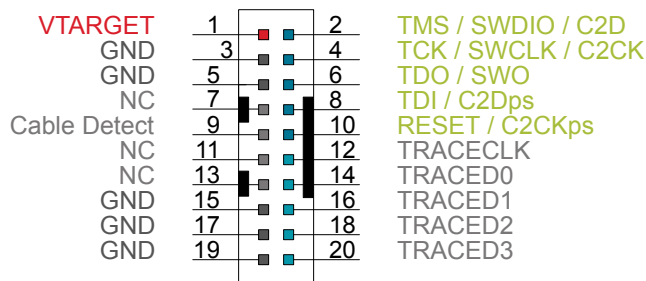 VTARGET 1 2 TMS / SWDIO / C2D
GND 3 4 TCK / SWCLK / C2CK
GND 5 6 TDO / SWO
NC 7 8 TDI / C2Dps
Cable Detect 9 10 RESET / C2CKps
NC 11 12 TRACECLK
NC 13 14 TRACED0
GND 15 16 TRACED1
GND 17 18 TRACED2
GND 19 20 TRACED3